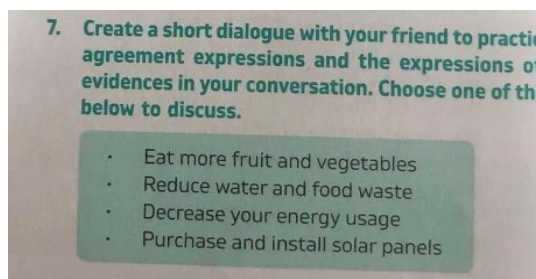 7. Create a short dialogue with your friend to
agreement expressions and the expressions
evidences in your conversation. Choose one of
below to discuss.
• Eat more fruit and vegetables
• Reduce water and food waste
• Decrease your energy usage
• Purchase and install solar panels